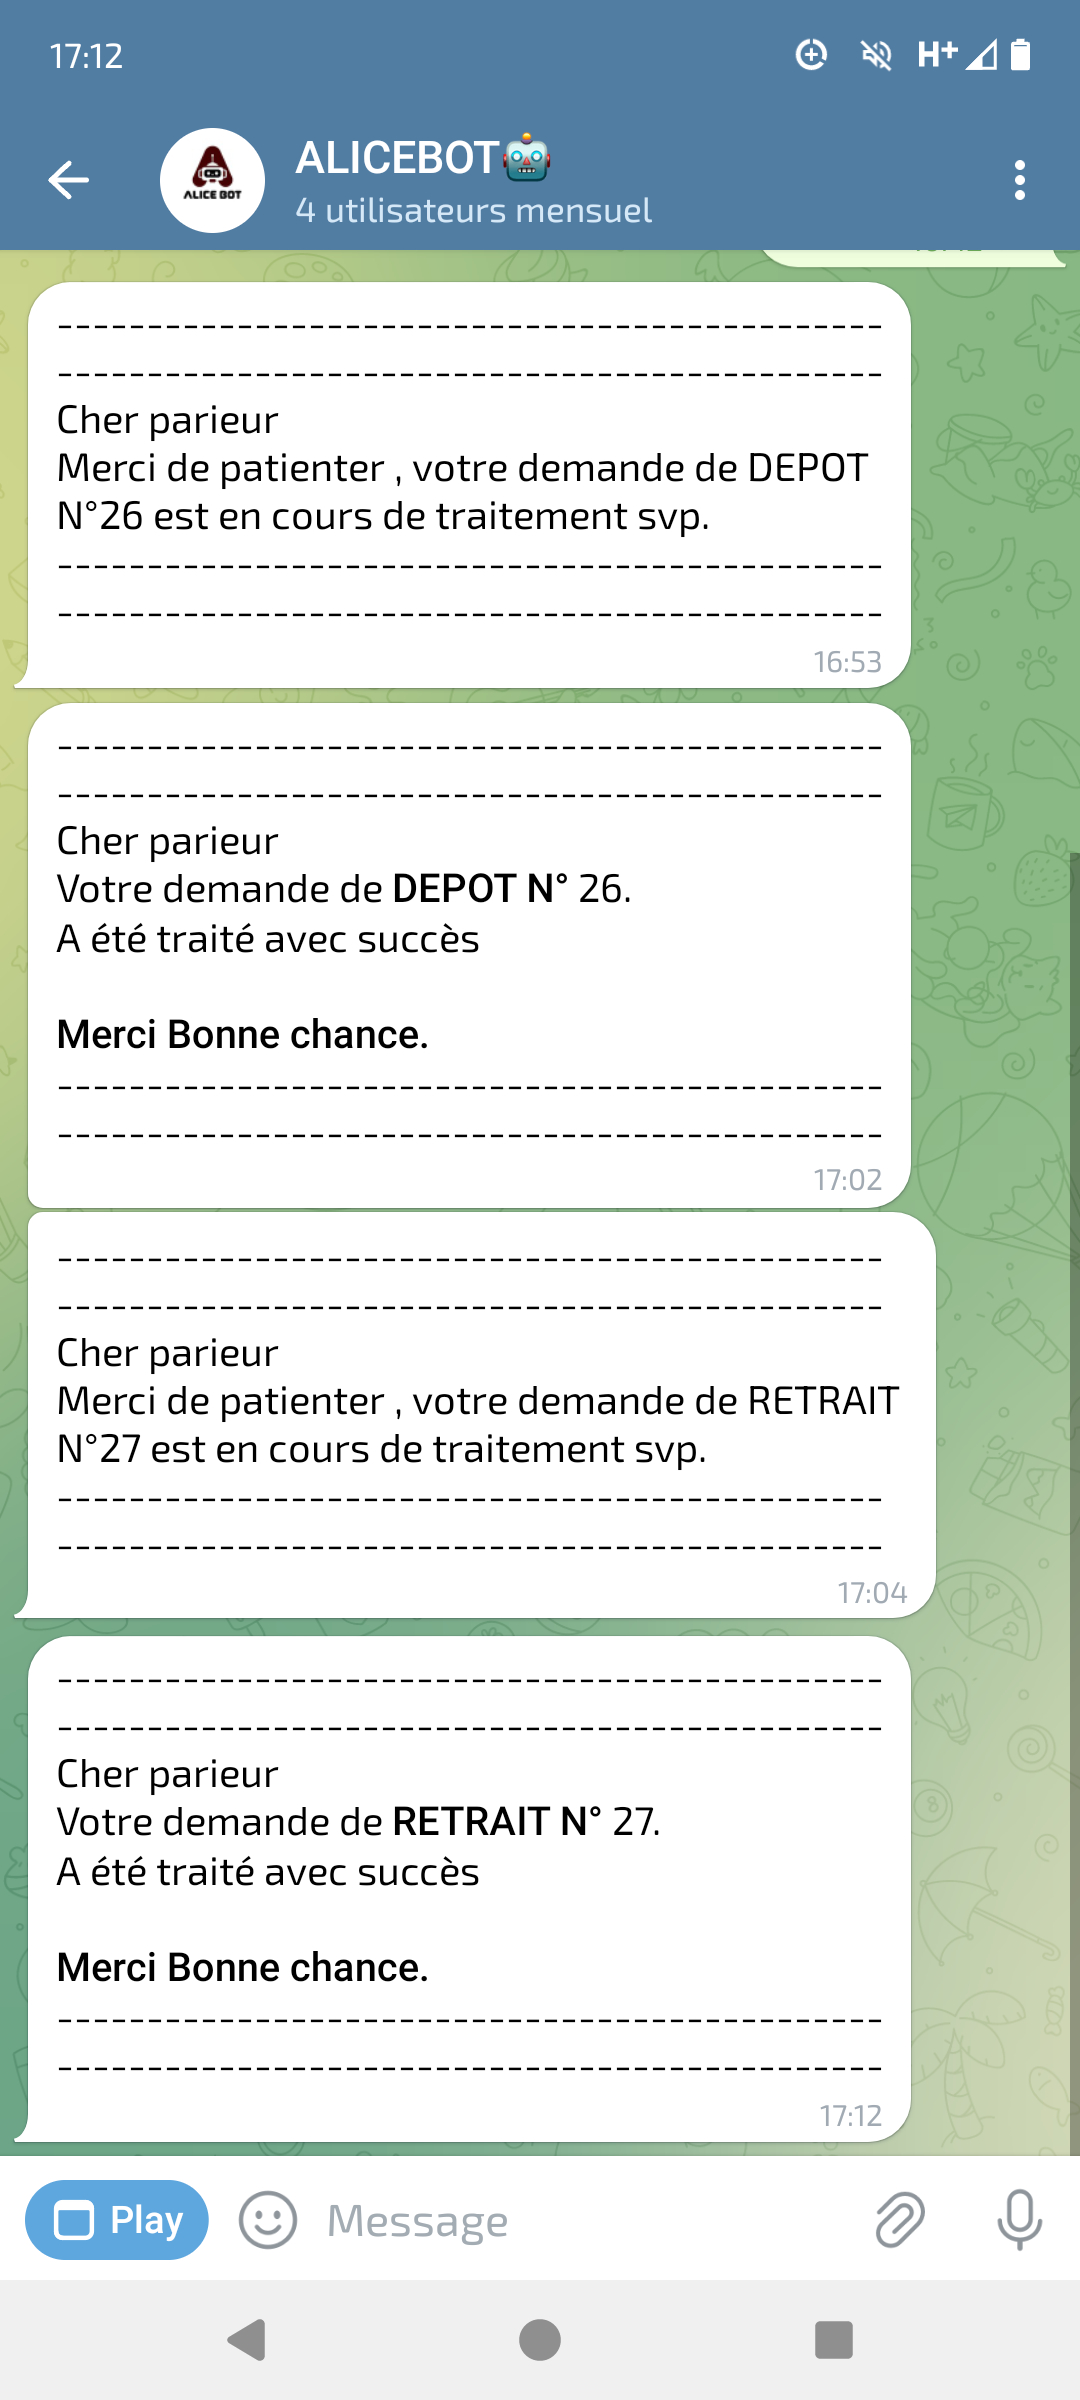 17:12
H+
ALICE BOT
ALICEBOT🤖
4 utilisateurs mensuel
---------------------------------------------
---------------------------------------------
Cher parieur
Merci de patienter , votre demande de DEPOT
N°26 est en cours de traitement svp.
---------------------------------------------
---------------------------------------------
16:53
---------------------------------------------
---------------------------------------------
Cher parieur
Votre demande de DEPOT N° 26.
A été traité avec succès

Merci Bonne chance.
---------------------------------------------
---------------------------------------------
17:02
---------------------------------------------
---------------------------------------------
Cher parieur
Merci de patienter , votre demande de RETRAIT
N°27 est en cours de traitement svp.
---------------------------------------------
---------------------------------------------
17:04
---------------------------------------------
---------------------------------------------
Cher parieur
Votre demande de RETRAIT N° 27.
A été traité avec succès

Merci Bonne chance.
---------------------------------------------
---------------------------------------------
17:12
Play
Message